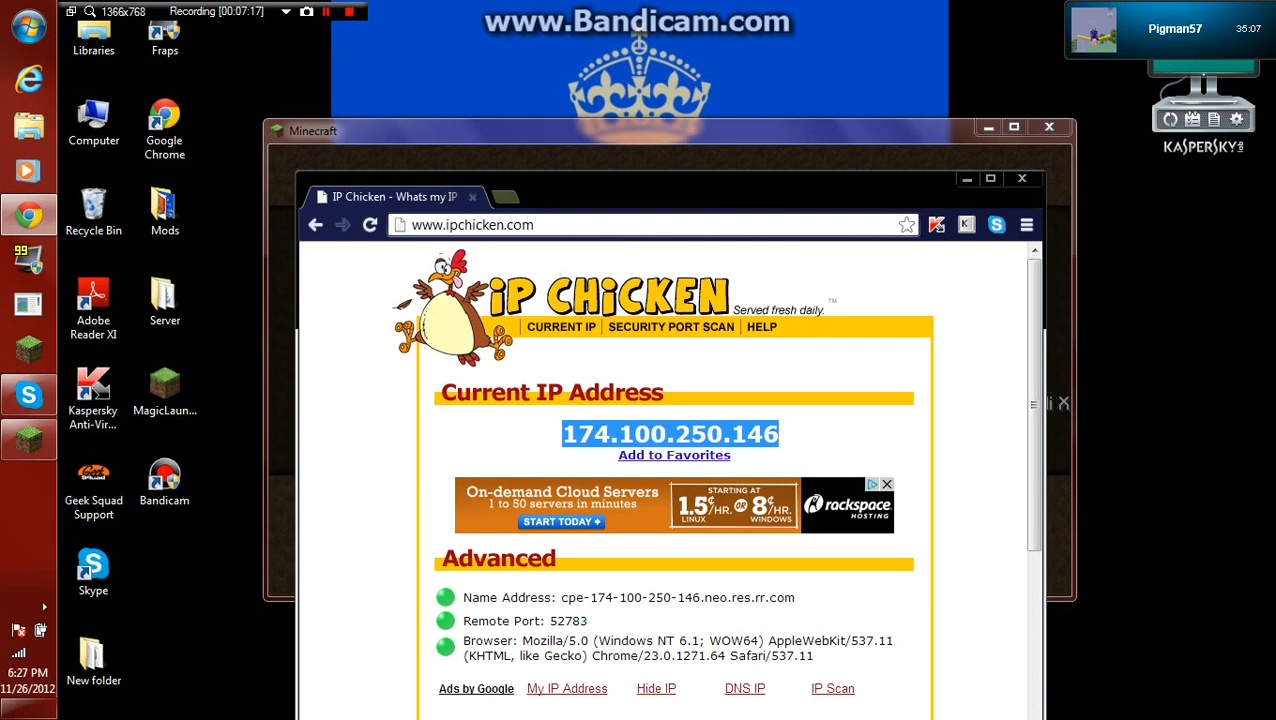 1366x768 Recording [00:07:17]
www.Bandicam.com
Pigman57 35:07
Libraries
Fraps
Computer
Google
Chrome
Recycle Bin
Mods
99
Adobe
Reader XI
Server
Kaspersky
Anti-Vir...
MagicLaun...
Geek Squad
Support
Bandicam
Skype
New folder
6:27 PM
11/26/2012
KASPERSKY
Minecraft
IP Chicken - Whats my IP
www.ipchicken.com
iP CHiCKEN Served fresh daily. ™
CURRENT IP | SECURITY PORT SCAN | HELP
Current IP Address
174.100.250.146
Add to Favorites
On-demand Cloud Servers
1 to 50 servers in minutes
START TODAY
STARTING AT
1.5¢/HR. LINUX OR 8¢/HR. WINDOWS
rackspace
HOSTING
Advanced
Name Address: cpe-174-100-250-146.neo.res.rr.com
Remote Port: 52783
Browser: Mozilla/5.0 (Windows NT 6.1; WOW64) AppleWebKit/537.11
(KHTML, like Gecko) Chrome/23.0.1271.64 Safari/537.11
Ads by Google My IP Address Hide IP DNS IP IP Scan